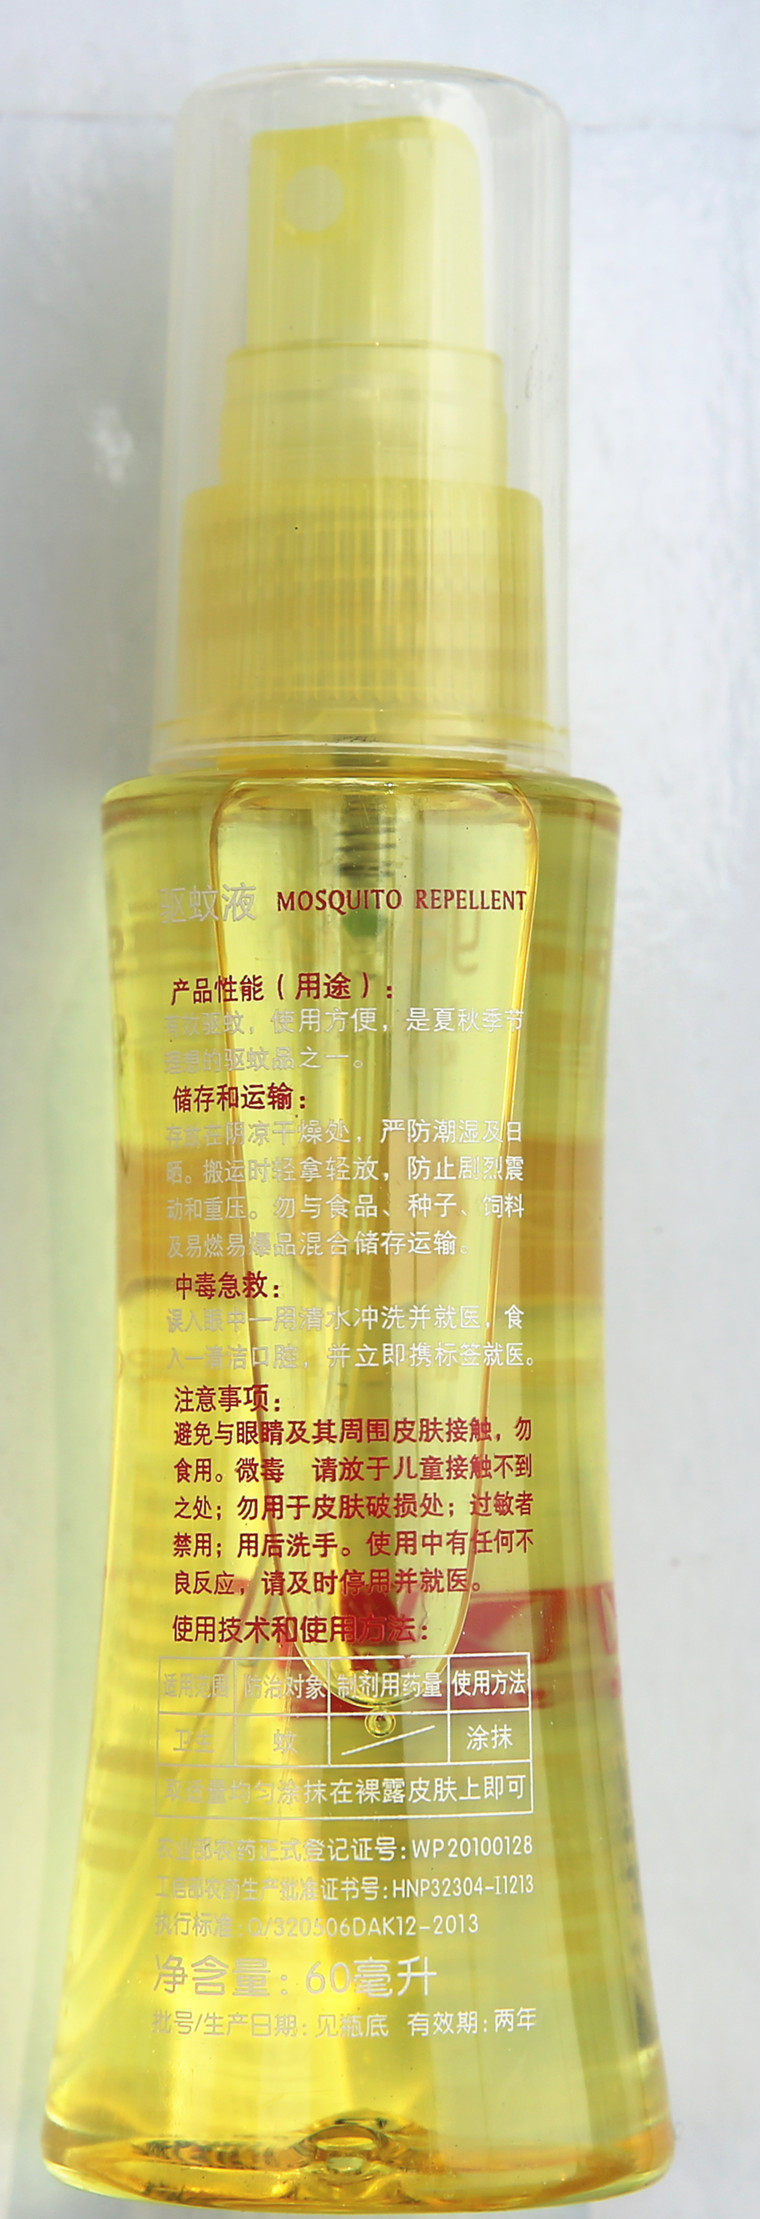 驱蚊液 MOSQUITO REPELLENT
产品性能（用途）：
有效驱蚊，使用方便，是夏秋季节
理想的驱蚊品之一。
储存和运输：
存放在阴凉干燥处，严防潮湿及日
晒。搬运时轻拿轻放，防止剧烈震
动和重压。勿与食品、种子、饲料
及易燃易爆品混合储存运输。
中毒急救：
误入眼中—用清水冲洗并就医，食
入—清洁口腔，并立即携标签就医。
注意事项：
避免与眼睛及其周围皮肤接触，勿
食用。微毒 请放于儿童接触不到
之处；勿用于皮肤破损处；过敏者
禁用；用后洗手。使用中有任何不
良反应，请及时停用并就医。
使用技术和使用方法：
适用范围 防治对象 制剂用药量 使用方法
卫生 蚊 涂抹
取适量均匀涂抹在裸露皮肤上即可
农业部农药正式登记证号：WP20100128
工信部农药生产批准证书号：HNP32304-I1213
执行标准：Q/320506DAK12-2013
净含量：60毫升
批号/生产日期：见瓶底 有效期：两年